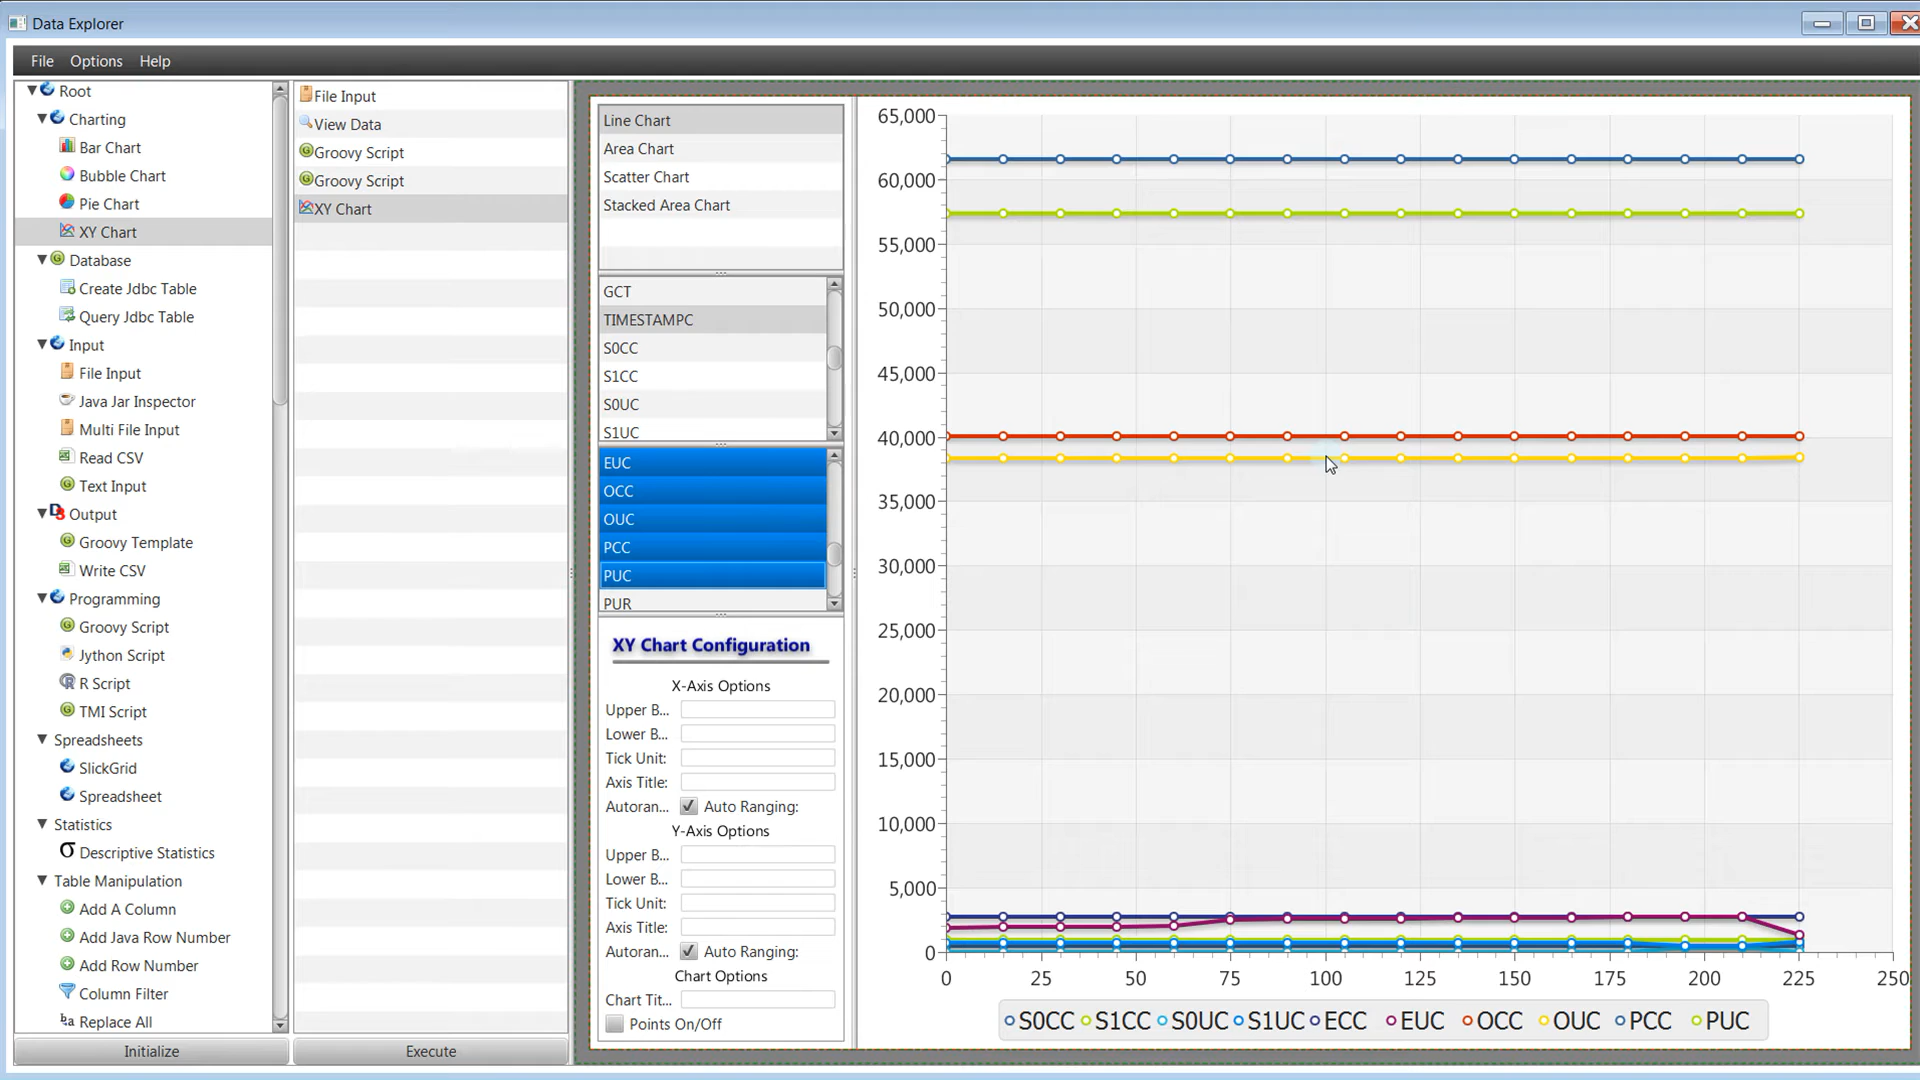 Data Explorer
File Options Help
Root
Charting
Bar Chart
Bubble Chart
Pie Chart
XY Chart
Database
Create Jdbc Table
Query Jdbc Table
Input
File Input
Java Jar Inspector
Multi File Input
Read CSV
Text Input
Output
Groovy Template
Write CSV
Programming
Groovy Script
Jython Script
R Script
TMI Script
Spreadsheets
SlickGrid
Spreadsheet
Statistics
Descriptive Statistics
Table Manipulation
Add A Column
Add Java Row Number
Add Row Number
Column Filter
Replace All
Initialize
File Input
View Data
Groovy Script
Groovy Script
XY Chart
Execute
Line Chart
Area Chart
Scatter Chart
Stacked Area Chart
GCT
TIMESTAMPC
S0CC
S1CC
S0UC
S1UC
EUC
OCC
OUC
PCC
PUC
PUR
XY Chart Configuration
X-Axis Options
Upper B...
Lower B...
Tick Unit:
Axis Title:
Autoran... Auto Ranging:
Y-Axis Options
Upper B...
Lower B...
Tick Unit:
Axis Title:
Autoran... Auto Ranging:
Chart Options
Chart Tit...
Points On/Off
65,000
60,000
55,000
50,000
45,000
40,000
35,000
30,000
25,000
20,000
15,000
10,000
5,000
0
0 25 50 75 100 125 150 175 200 225 250
S0CC S1CC S0UC S1UC ECC EUC OCC OUC PCC PUC